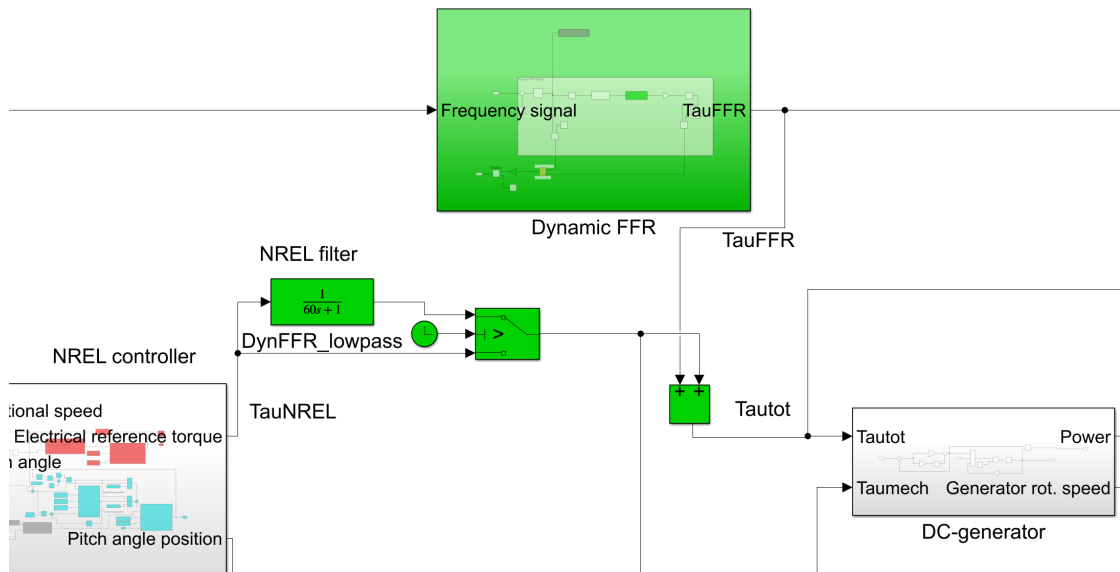 Frequency signal
TauFFR
Dynamic FFR
TauFFR
NREL filter
1
60s + 1
DynFFR_lowpass
>
NREL controller
TauNREL
tional speed
Electrical reference torque
n angle
Pitch angle position
+ +
Tautot
Tautot
Power
Taumech
Generator rot. speed
DC-generator